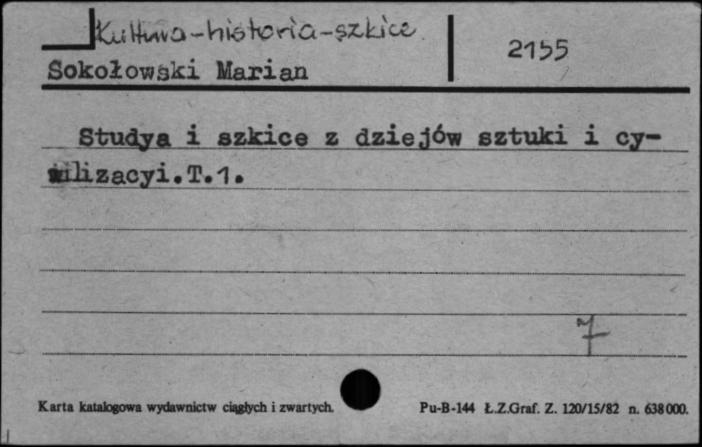 Kultura-historia-szkice
2155
Sokołowski Marian
Studya i szkice z dziejów sztuki i cy-
wilizacyi.T.1.
7
Karta katalogowa wydawnictw ciągłych i zwartych.
Pu-B-144 Ł.Z.Graf. Z. 120/15/82 n. 638000.